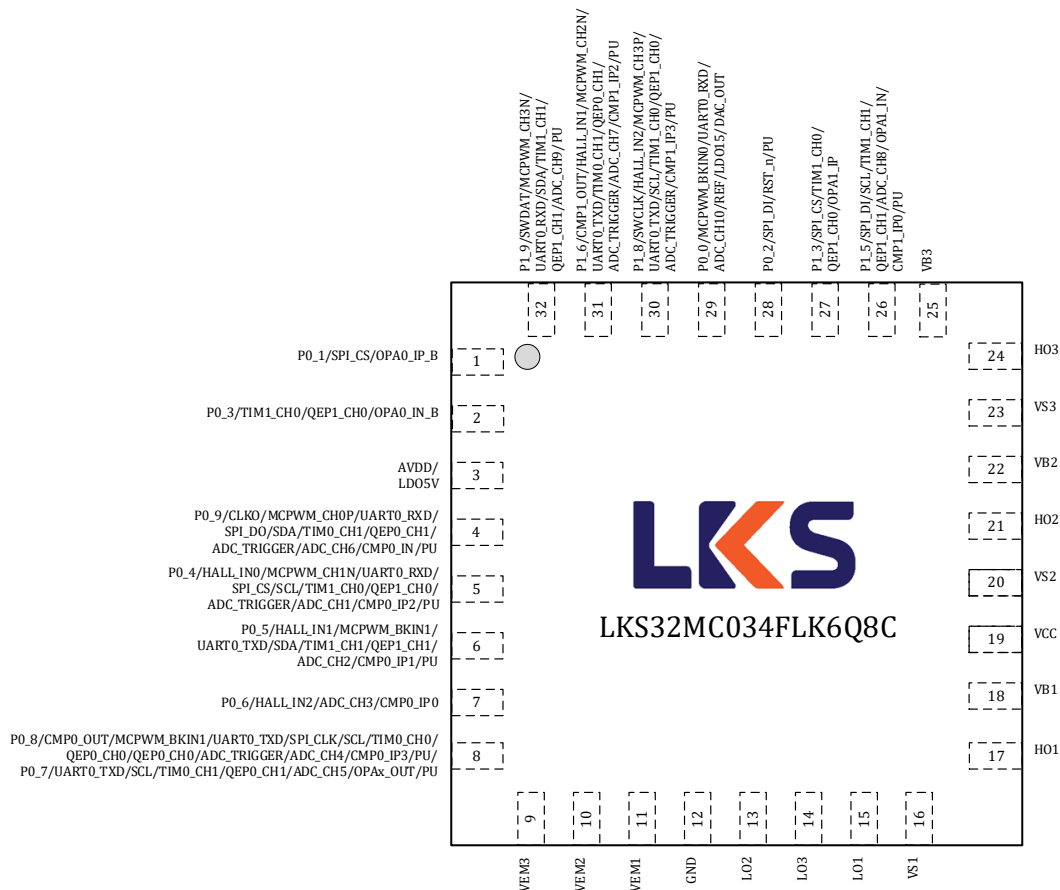 P1_9/SWDAT/MCPWM_CH3N/
UART0_RXD/SDA/TIM1_CH1/
QEP1_CH1/ADC_CH9/PU
P1_6/CMP1_OUT/HALL_IN1/MCPWM_CH2N/
UART0_TXD/TIM0_CH1/QEP0_CH1/
ADC_TRIGGER/ADC_CH7/CMP1_IP2/PU
P1_8/SWCLK/HALL_IN2/MCPWM_CH3P/
UART0_TXD/SCL/TIM1_CH0/QEP1_CH0/
ADC_TRIGGER/CMP1_IP3/PU
P0_0/MCPWM_BKIN0/UART0_RXD/
ADC_CH10/REF/LDO15/DAC_OUT
P0_2/SPI_DI/RST_n/PU
P1_3/SPI_CS/TIM1_CH0/
QEP1_CH0/OPA1_IP
P1_5/SPI_DI/SCL/TIM1_CH1/
QEP1_CH1/ADC_CH8/OPA1_IN/
CMP1_IP0/PU
VB3
32
31
30
29
28
27
26
25
P0_1/SPI_CS/OPA0_IP_B
1
P0_3/TIM1_CH0/QEP1_CH0/OPA0_IN_B
2
AVDD/
LDO5V
3
P0_9/CLKO/MCPWM_CH0P/UART0_RXD/
SPI_DO/SDA/TIM0_CH1/QEP0_CH1/
ADC_TRIGGER/ADC_CH6/CMP0_IN/PU
4
P0_4/HALL_IN0/MCPWM_CH1N/UART0_RXD/
SPI_CS/SCL/TIM1_CH0/QEP1_CH0/
ADC_TRIGGER/ADC_CH1/CMP0_IP2/PU
5
P0_5/HALL_IN1/MCPWM_BKIN1/
UART0_TXD/SDA/TIM1_CH1/QEP1_CH1/
ADC_CH2/CMP0_IP1/PU
6
P0_6/HALL_IN2/ADC_CH3/CMP0_IP0
7
P0_8/CMP0_OUT/MCPWM_BKIN1/UART0_TXD/SPI_CLK/SCL/TIM0_CH0/
QEP0_CH0/QEP0_CH0/ADC_TRIGGER/ADC_CH4/CMP0_IP3/PU/
P0_7/UART0_TXD/SCL/TIM0_CH1/QEP0_CH1/ADC_CH5/OPAx_OUT/PU
8
LKS
LKS32MC034FLK6Q8C
24 HO3
23 VS3
22 VB2
21 HO2
20 VS2
19 VCC
18 VB1
17 HO1
9
10
11
12
13
14
15
16
VEM3
VEM2
VEM1
GND
LO2
LO3
LO1
VS1